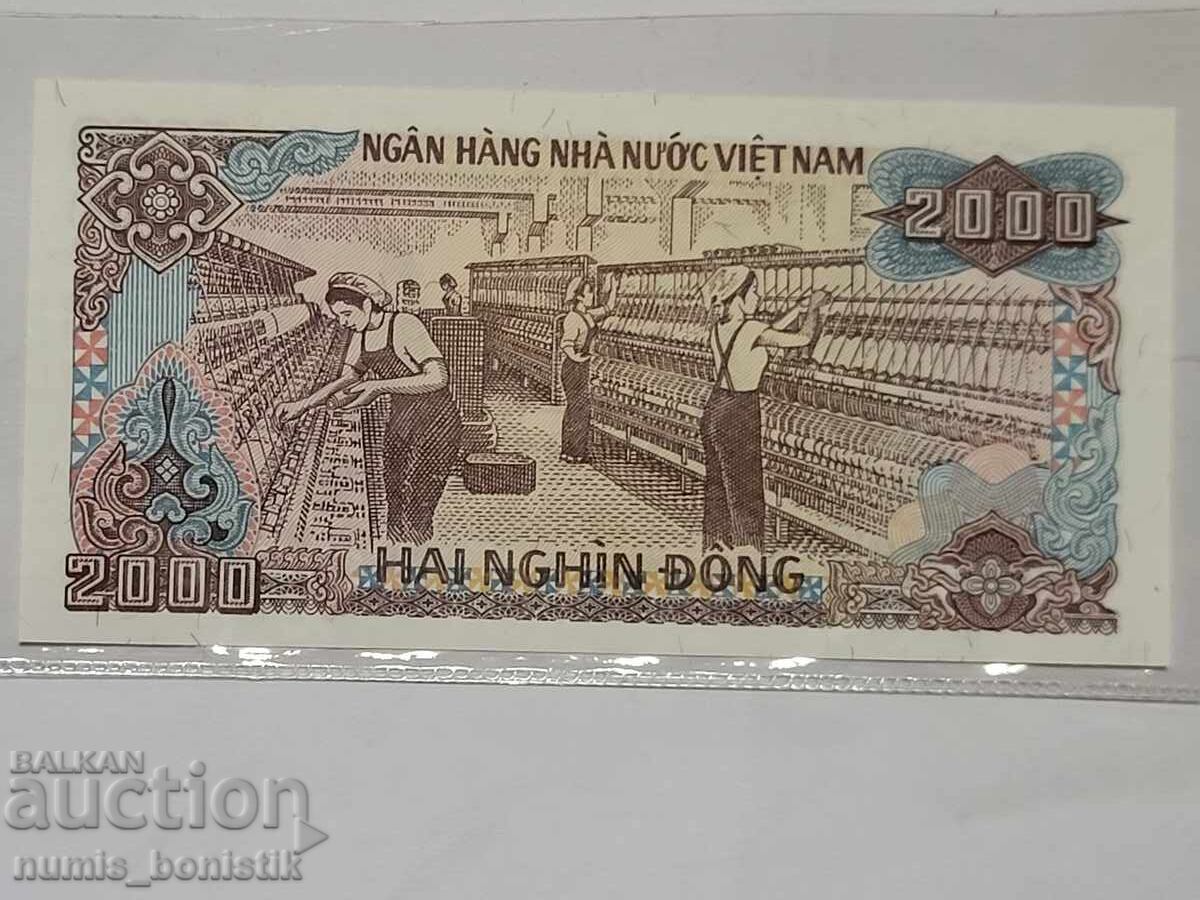 NGÂN HÀNG NHÀ NƯỚC VIỆT NAM
2000
HAI NGHÌN ĐỒNG
2000
BALKAN
auction
numis_bonistik